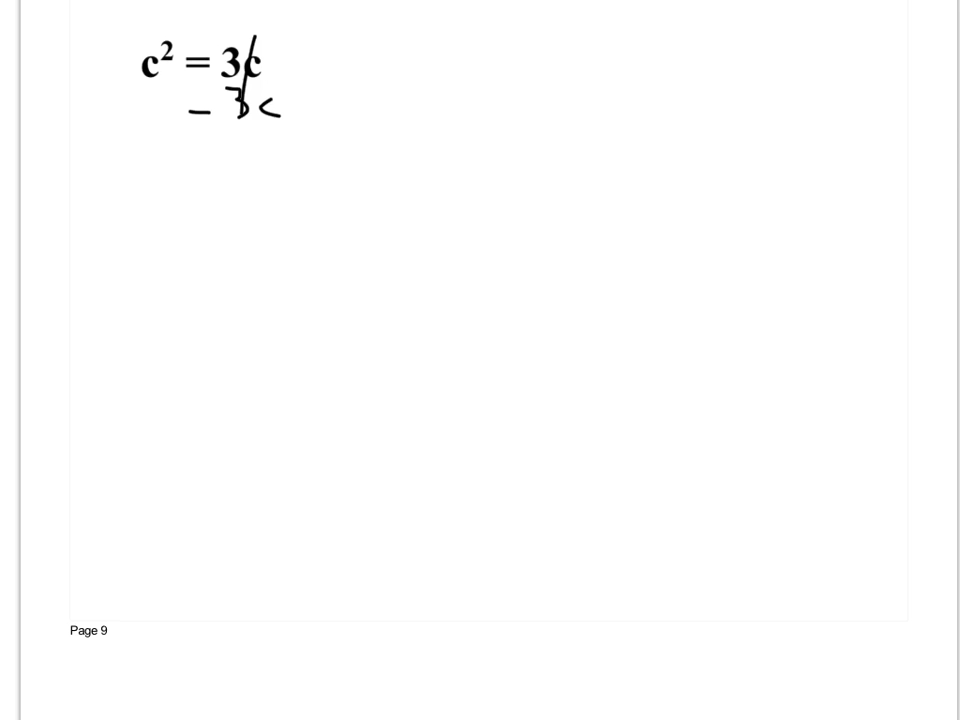 c² = 3c
− 3c
Page 9